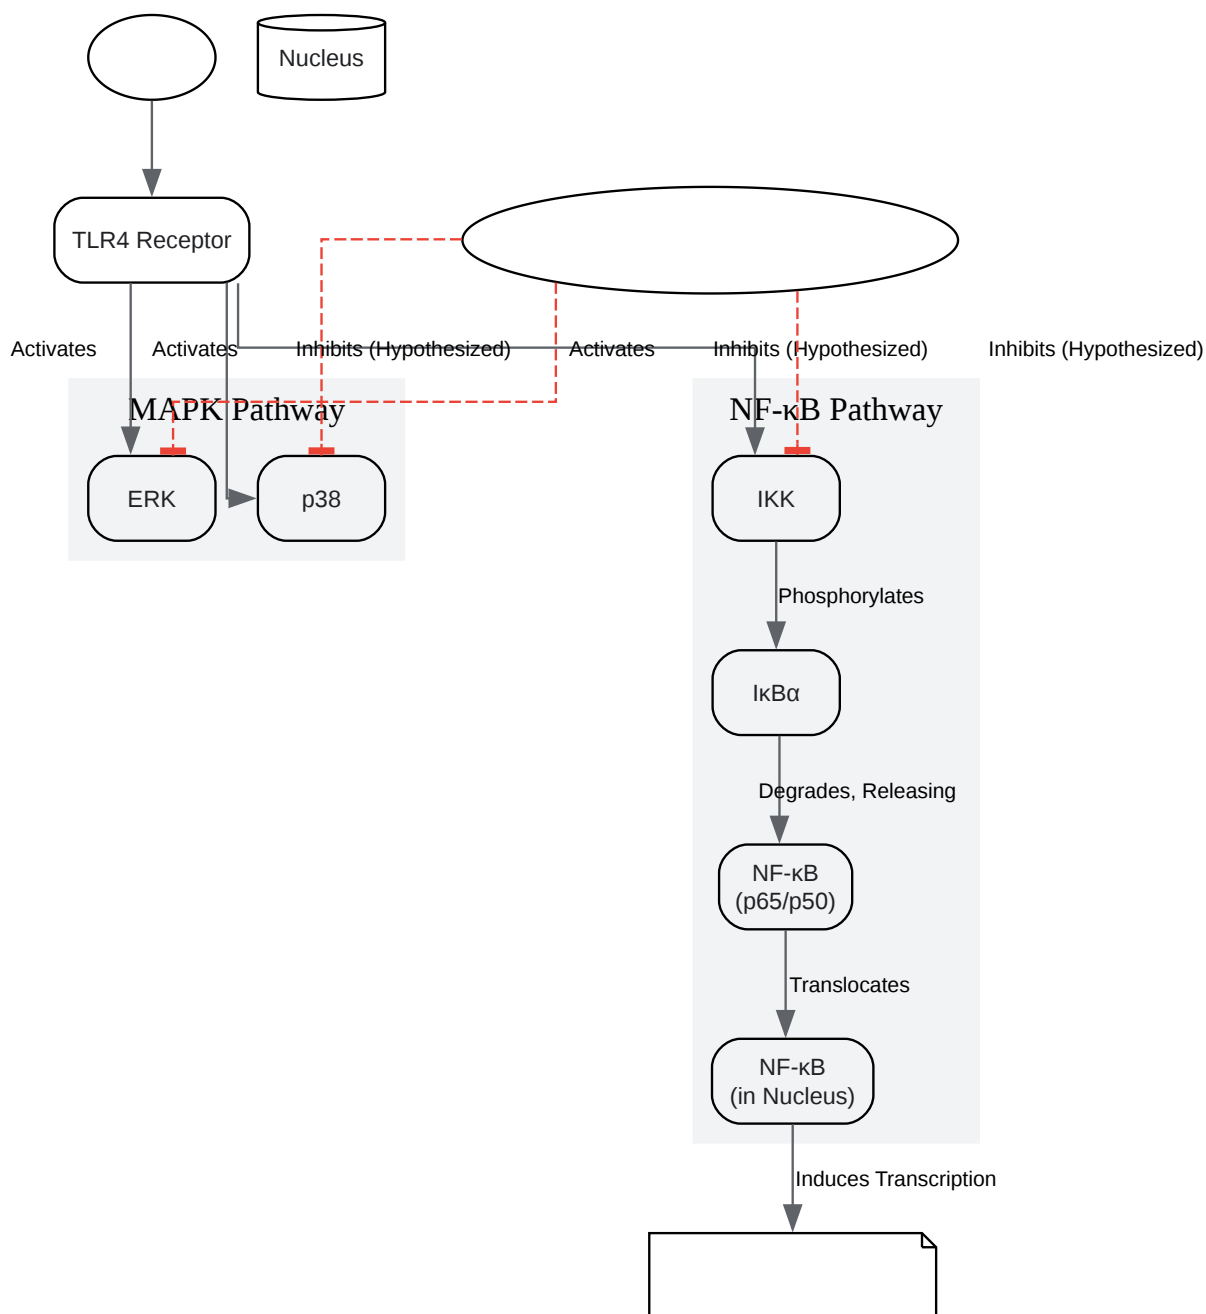 Nucleus
TLR4 Receptor
Activates
Activates
Inhibits (Hypothesized)
Activates
Inhibits (Hypothesized)
Inhibits (Hypothesized)
MAPK Pathway
NF-κB Pathway
ERK
p38
IKK
Phosphorylates
IκBα
Degrades, Releasing
NF-κB
(p65/p50)
Translocates
NF-κB
(in Nucleus)
Induces Transcription